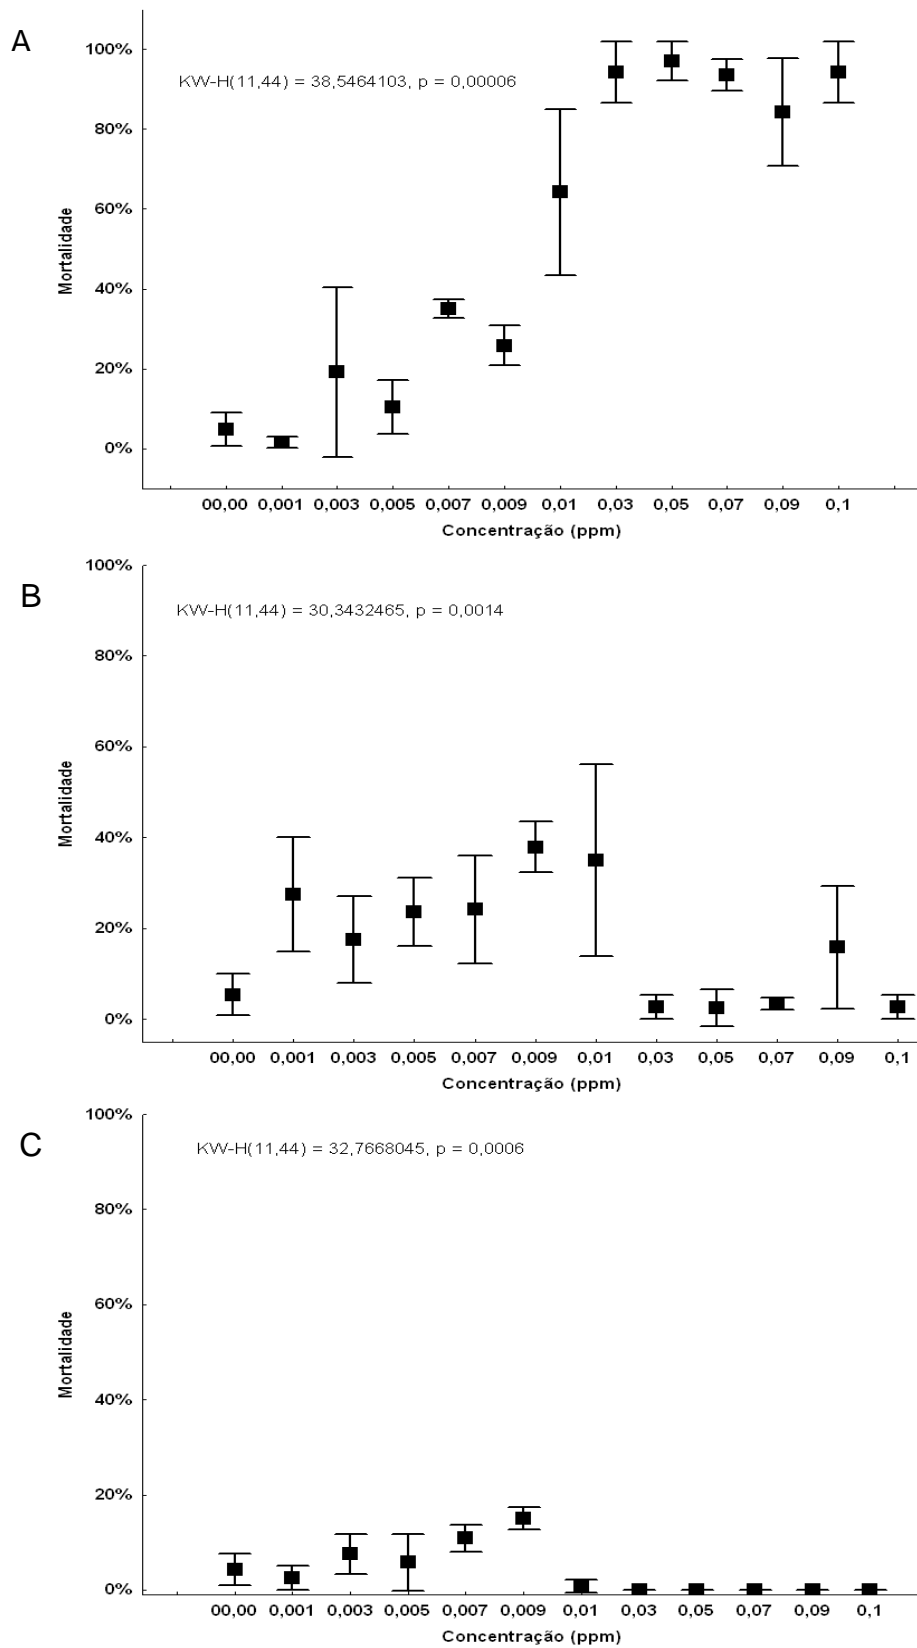 A
100%
KW-H(11,44) = 38,5464103, p = 0,00006
80%
60%
Mortalidade
40%
20%
0%
00,00 0,001 0,003 0,005 0,007 0,009 0,01 0,03 0,05 0,07 0,09 0,1
Concentração (ppm)
B
100%
KW-H(11,44) = 30,3432465, p = 0,0014
80%
60%
Mortalidade
40%
20%
0%
00,00 0,001 0,003 0,005 0,007 0,009 0,01 0,03 0,05 0,07 0,09 0,1
Concentração (ppm)
C
100%
KW-H(11,44) = 32,7668045, p = 0,0006
80%
60%
Mortalidade
40%
20%
0%
00,00 0,001 0,003 0,005 0,007 0,009 0,01 0,03 0,05 0,07 0,09 0,1
Concentração (ppm)